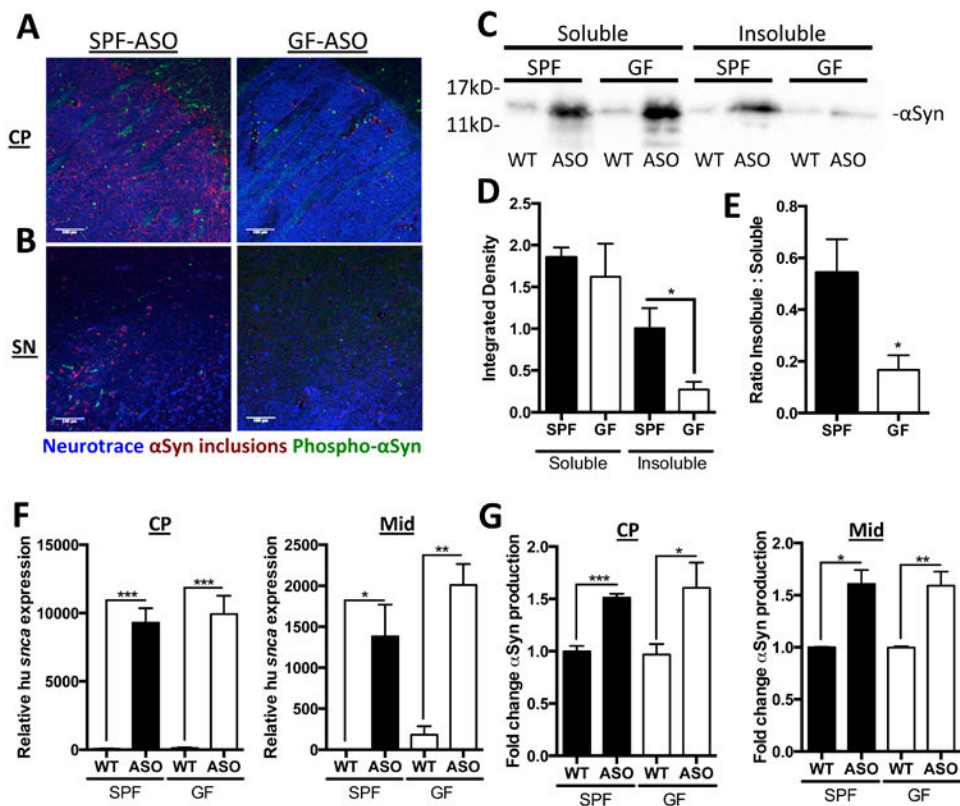 A
SPF-ASO
GF-ASO
CP
B
SN
Neurotrace αSyn inclusions Phospho-αSyn
C
Soluble
Insoluble
SPF
GF
SPF
GF
17kD-
11kD-
-αSyn
WT ASO WT ASO WT ASO WT ASO
D
Integrated Density
2.5
2.0
1.5
1.0
0.5
0.0
*
SPF GF SPF GF
Soluble Insoluble
E
Ratio Insolbule : Soluble
0.8
0.6
0.4
0.2
0.0
*
SPF GF
F
CP
Relative hu snca expression
15000
10000
5000
0
***
***
WT ASO WT ASO
SPF GF
Mid
Relative hu snca expression
2500
2000
1500
1000
500
0
*
**
WT ASO WT ASO
SPF GF
G
CP
Fold change αSyn production
2.0
1.5
1.0
0.5
0.0
***
*
WT ASO WT ASO
SPF GF
Mid
Fold change αSyn production
2.0
1.5
1.0
0.5
0.0
*
**
WT ASO WT ASO
SPF GF